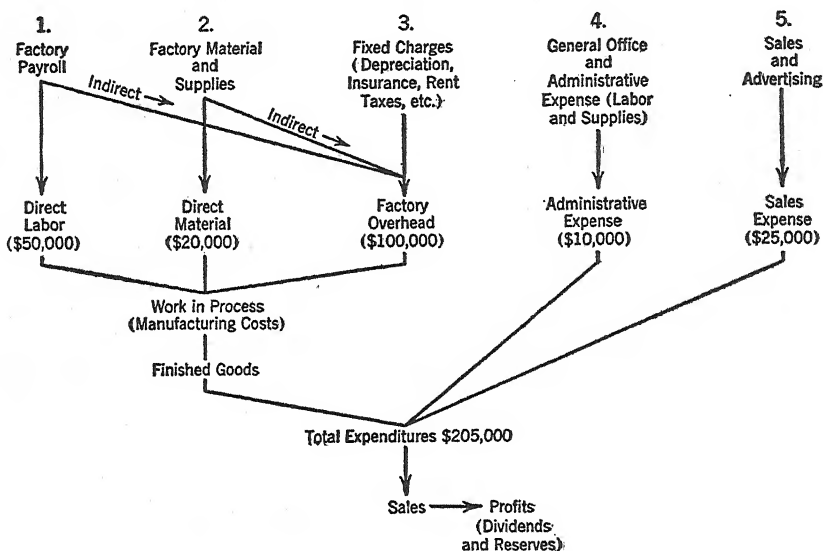 1.
Factory
Payroll
2.
Factory Material
and
Supplies
3.
Fixed Charges
(Depreciation,
Insurance, Rent
Taxes, etc.)
4.
General Office
and
Administrative
Expense (Labor
and Supplies)
5.
Sales
and
Advertising
Indirect
Indirect
Direct
Labor
($50,000)
Direct
Material
($20,000)
Factory
Overhead
($100,000)
Administrative
Expense
($10,000)
Sales
Expense
($25,000)
Work in Process
(Manufacturing Costs)
Finished Goods
Total Expenditures $205,000
Sales
Profits
(Dividends
and Reserves)